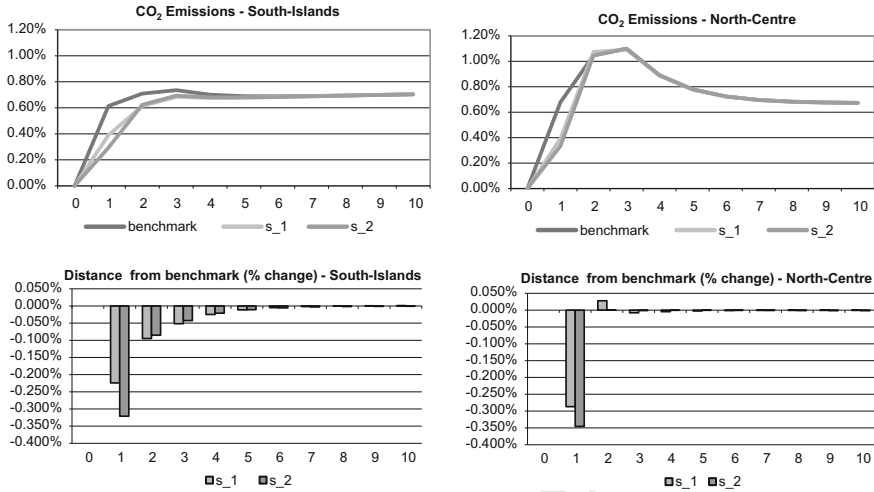 CO2 Emissions - South-Islands
1.20%
1.00%
0.80%
0.60%
0.40%
0.20%
0.00%
0 1 2 3 4 5 6 7 8 9 10
benchmark s_1 s_2
CO2 Emissions - North-Centre
1.20%
1.00%
0.80%
0.60%
0.40%
0.20%
0.00%
0 1 2 3 4 5 6 7 8 9 10
benchmark s_1 s_2
Distance from benchmark (% change) - South-Islands
0.050%
0.000%
-0.050%
-0.100%
-0.150%
-0.200%
-0.250%
-0.300%
-0.350%
-0.400%
0 1 2 3 4 5 6 7 8 9 10
s_1 s_2
Distance from benchmark (% change) - North-Centre
0.050%
0.000%
-0.050%
-0.100%
-0.150%
-0.200%
-0.250%
-0.300%
-0.350%
-0.400%
0 1 2 3 4 5 6 7 8 9 10
s_1 s_2